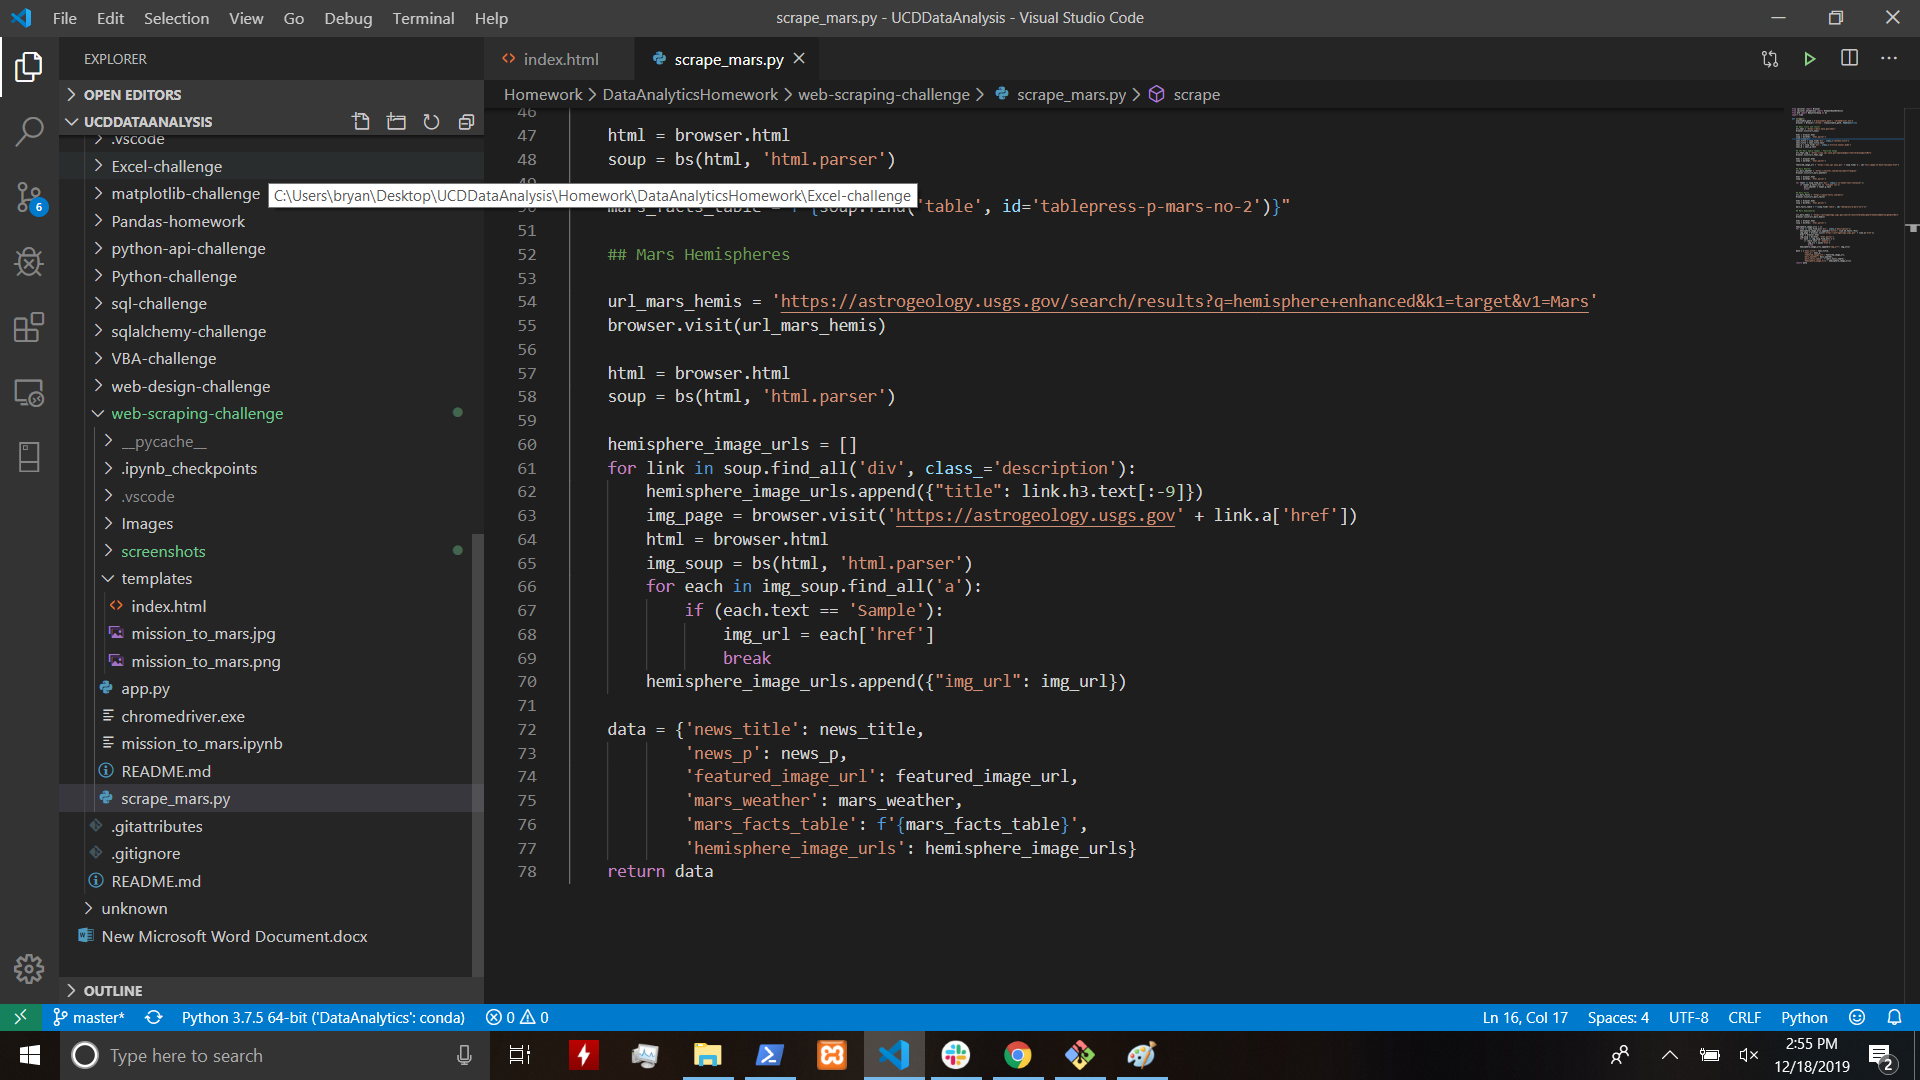 File Edit Selection View Go Debug Terminal Help
scrape_mars.py - UCDDataAnalysis - Visual Studio Code
EXPLORER
OPEN EDITORS
UCDDATAANALYSIS
.vscode
Excel-challenge
matplotlib-challenge
C:\Users\bryan\Desktop\UCDDataAnalysis\Homework\DataAnalyticsHomework\Excel-challenge
Pandas-homework
python-api-challenge
Python-challenge
sql-challenge
sqlalchemy-challenge
VBA-challenge
web-design-challenge
web-scraping-challenge
__pycache__
.ipynb_checkpoints
.vscode
Images
screenshots
templates
index.html
mission_to_mars.jpg
mission_to_mars.png
app.py
chromedriver.exe
mission_to_mars.ipynb
README.md
scrape_mars.py
.gitattributes
.gitignore
README.md
unknown
New Microsoft Word Document.docx
OUTLINE
6
index.html
scrape_mars.py
Homework > DataAnalyticsHomework > web-scraping-challenge > scrape_mars.py > scrape
46
47 html = browser.html
48 soup = bs(html, 'html.parser')
'table', id='tablepress-p-mars-no-2')}"
51
52 ## Mars Hemispheres
53
54 url_mars_hemis = 'https://astrogeology.usgs.gov/search/results?q=hemisphere+enhanced&k1=target&v1=Mars'
55 browser.visit(url_mars_hemis)
56
57 html = browser.html
58 soup = bs(html, 'html.parser')
59
60 hemisphere_image_urls = []
61 for link in soup.find_all('div', class_='description'):
62 hemisphere_image_urls.append({"title": link.h3.text[:-9]})
63 img_page = browser.visit('https://astrogeology.usgs.gov' + link.a['href'])
64 html = browser.html
65 img_soup = bs(html, 'html.parser')
66 for each in img_soup.find_all('a'):
67 if (each.text == 'Sample'):
68 img_url = each['href']
69 break
70 hemisphere_image_urls.append({"img_url": img_url})
71
72 data = {'news_title': news_title,
73 'news_p': news_p,
74 'featured_image_url': featured_image_url,
75 'mars_weather': mars_weather,
76 'mars_facts_table': f'{mars_facts_table}',
77 'hemisphere_image_urls': hemisphere_image_urls}
78 return data
master* Python 3.7.5 64-bit ('DataAnalytics': conda) 0 0
Ln 16, Col 17 Spaces: 4 UTF-8 CRLF Python
Type here to search
2:55 PM
12/18/2019
2